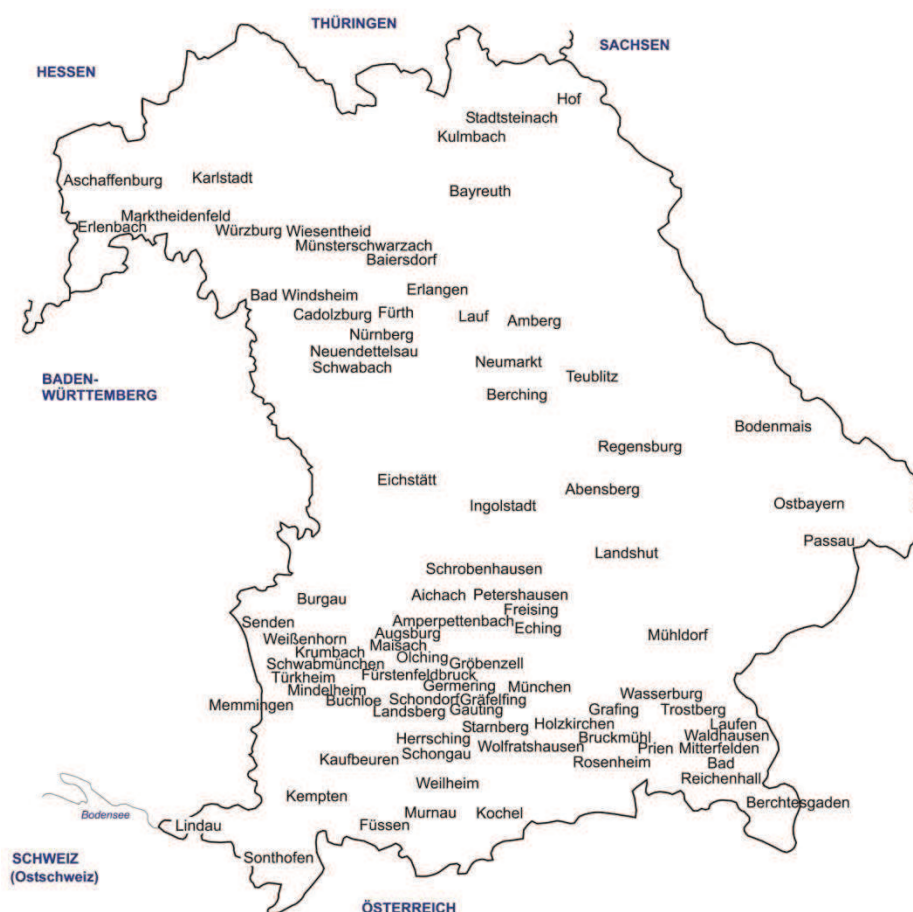 THÜRINGEN
SACHSEN
HESSEN
Hof
Stadtsteinach
Kulmbach
Aschaffenburg
Karlstadt
Bayreuth
Marktheidenfeld
Erlenbach
Würzburg
Wiesentheid
Münsterschwarzach
Baiersdorf
Erlangen
Bad Windsheim
Cadolzburg
Fürth
Lauf
Amberg
Nürnberg
Neuendettelsau
Schwabach
Neumarkt
Teublitz
BADEN-
WÜRTTEMBERG
Berching
Bodenmais
Regensburg
Eichstätt
Abensberg
Ingolstadt
Ostbayern
Passau
Landshut
Schrobenhausen
Burgau
Aichach
Petershausen
Freising
Senden
Amperpettenbach
Eching
Augsburg
Mühldorf
Weißenhorn
Maisach
Krumbach
Olching
Schwabmünchen
Gröbenzell
Türkheim
Fürstenfeldbruck
Mindelheim
Germering
München
Memmingen
Buchloe
Schondorf
Gräfelfing
Wasserburg
Landsberg
Gauting
Grafing
Trostberg
Starnberg
Holzkirchen
Laufen
Herrsching
Bruckmühl
Waldhausen
Wolfratshausen
Prien
Mitterfelden
Kaufbeuren
Schongau
Rosenheim
Bad
Reichenhall
Weilheim
Kempten
Berchtesgaden
Bodensee
Lindau
Murnau
Kochel
Füssen
Sonthofen
SCHWEIZ
(Ostschweiz)
ÖSTERREICH